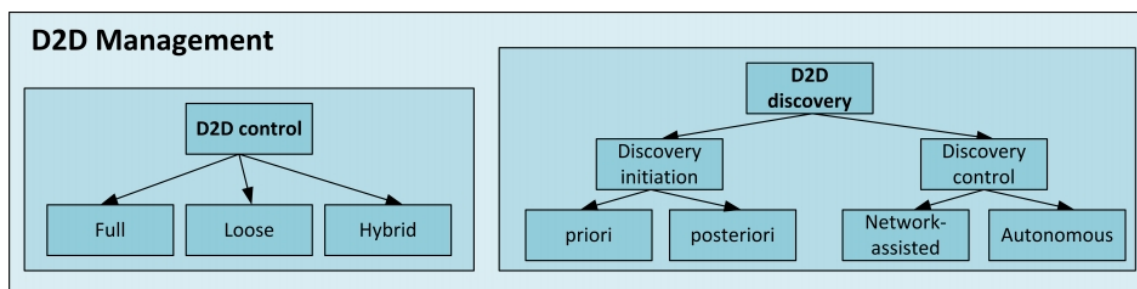 D2D Management
D2D control
Full
Loose
Hybrid
D2D
discovery
Discovery
initiation
Discovery
control
priori
posteriori
Network-
assisted
Autonomous